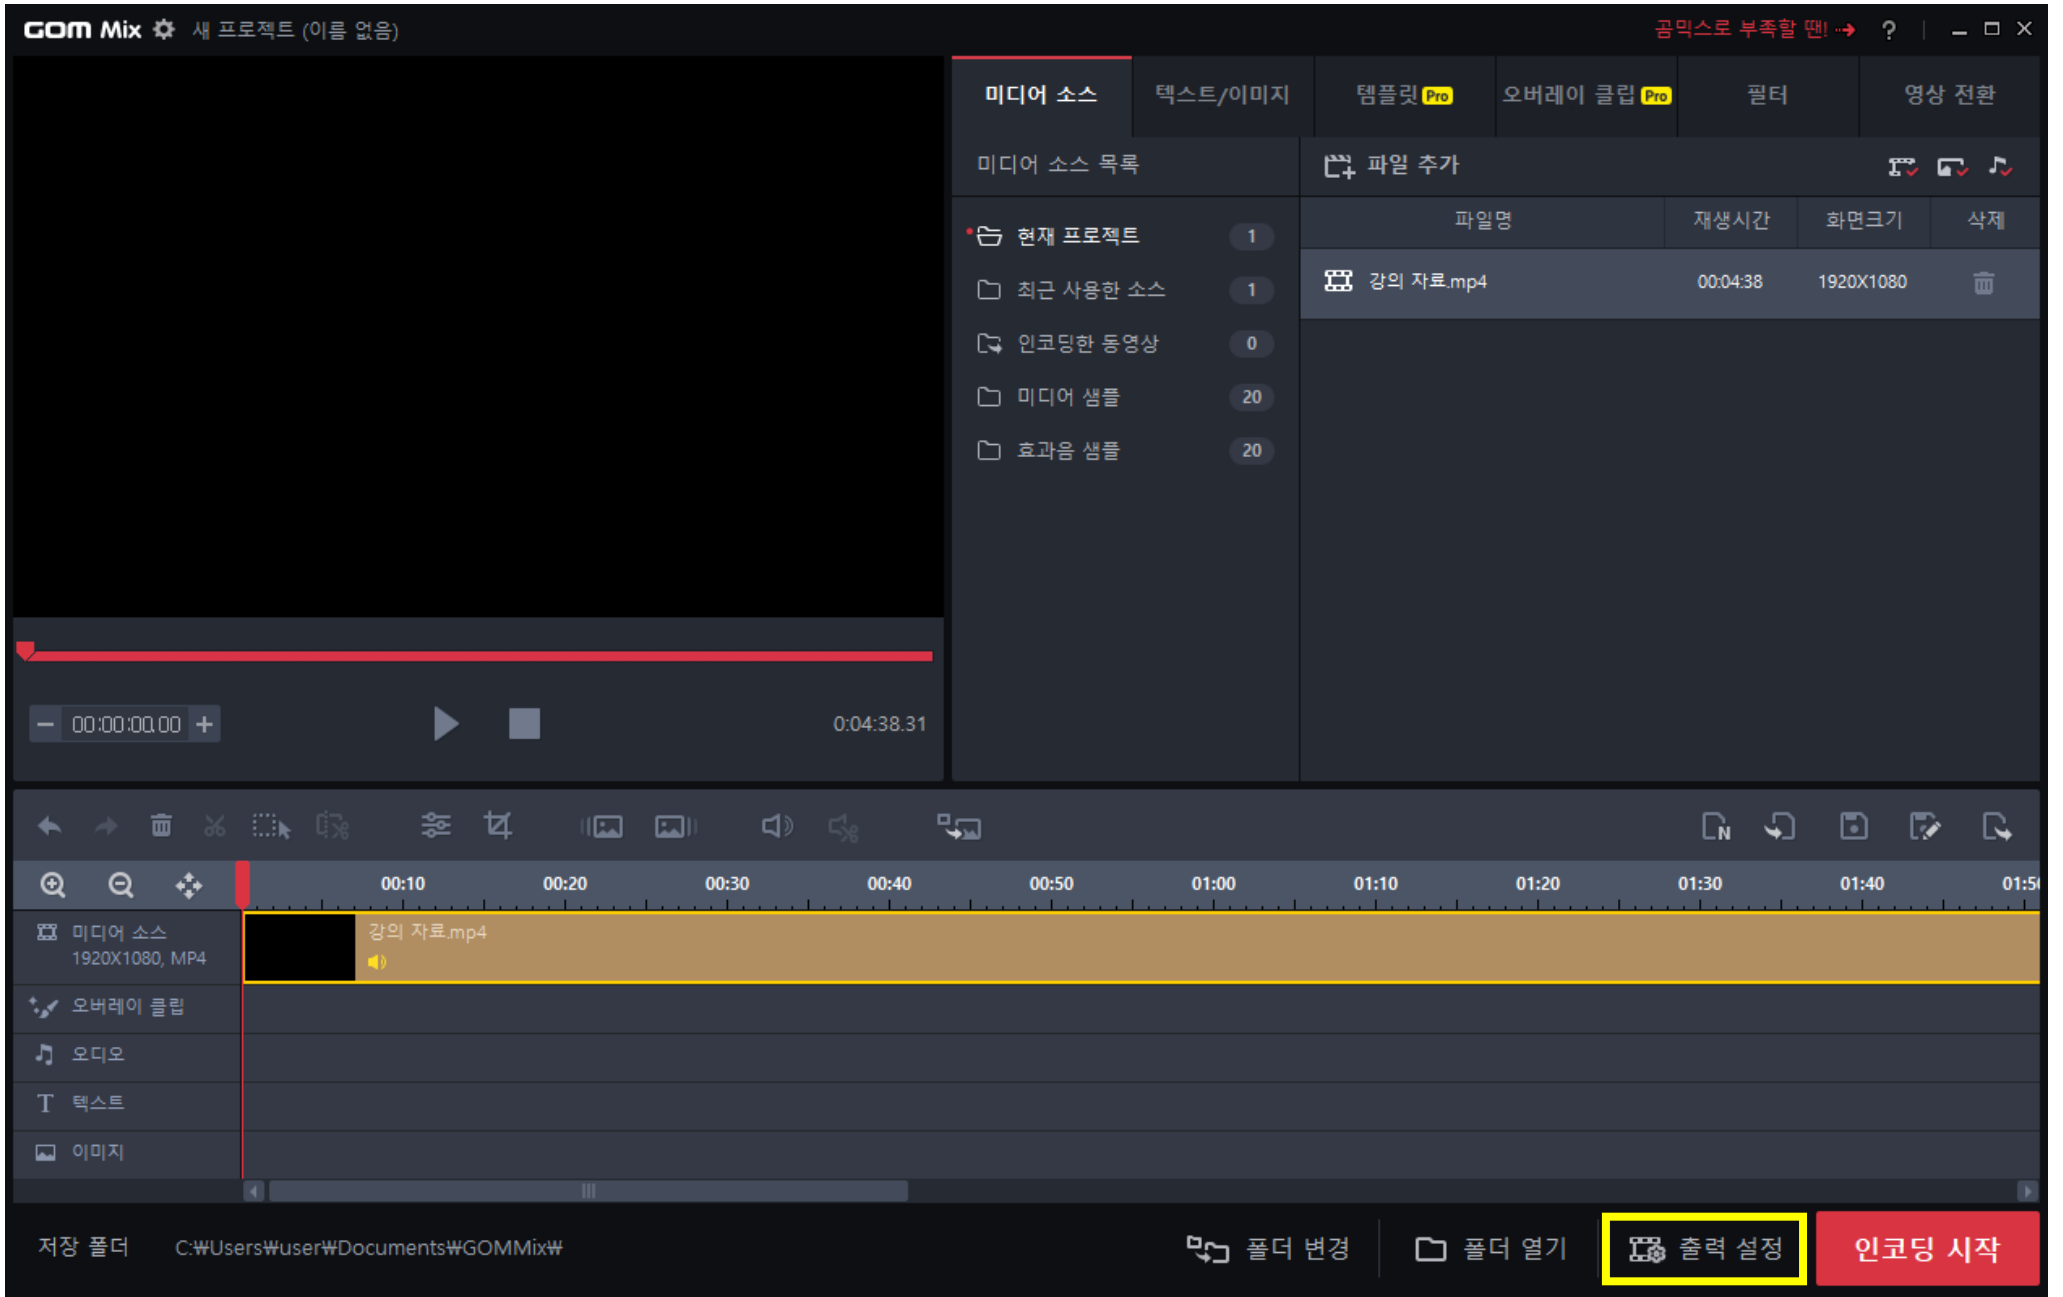 GOM Mix 새 프로젝트 (이름 없음)
곰믹스로 부족할 땐! ?
미디어 소스 텍스트/이미지 템플릿 Pro 오버레이 클립 Pro 필터 영상 전환
미디어 소스 목록
파일 추가
현재 프로젝트 1
최근 사용한 소스 1
인코딩한 동영상 0
미디어 샘플 20
효과음 샘플 20
파일명 재생시간 화면크기 삭제
강의 자료.mp4 00:04:38 1920X1080
00:00:00.00 0:04:38.31
N
00:10 00:20 00:30 00:40 00:50 01:00 01:10 01:20 01:30 01:40
미디어 소스
1920X1080, MP4
강의 자료.mp4
오버레이 클립
오디오
T 텍스트
이미지
저장 폴더 C:₩Users₩user₩Documents₩GOMMix₩
폴더 변경 폴더 열기 출력 설정 인코딩 시작